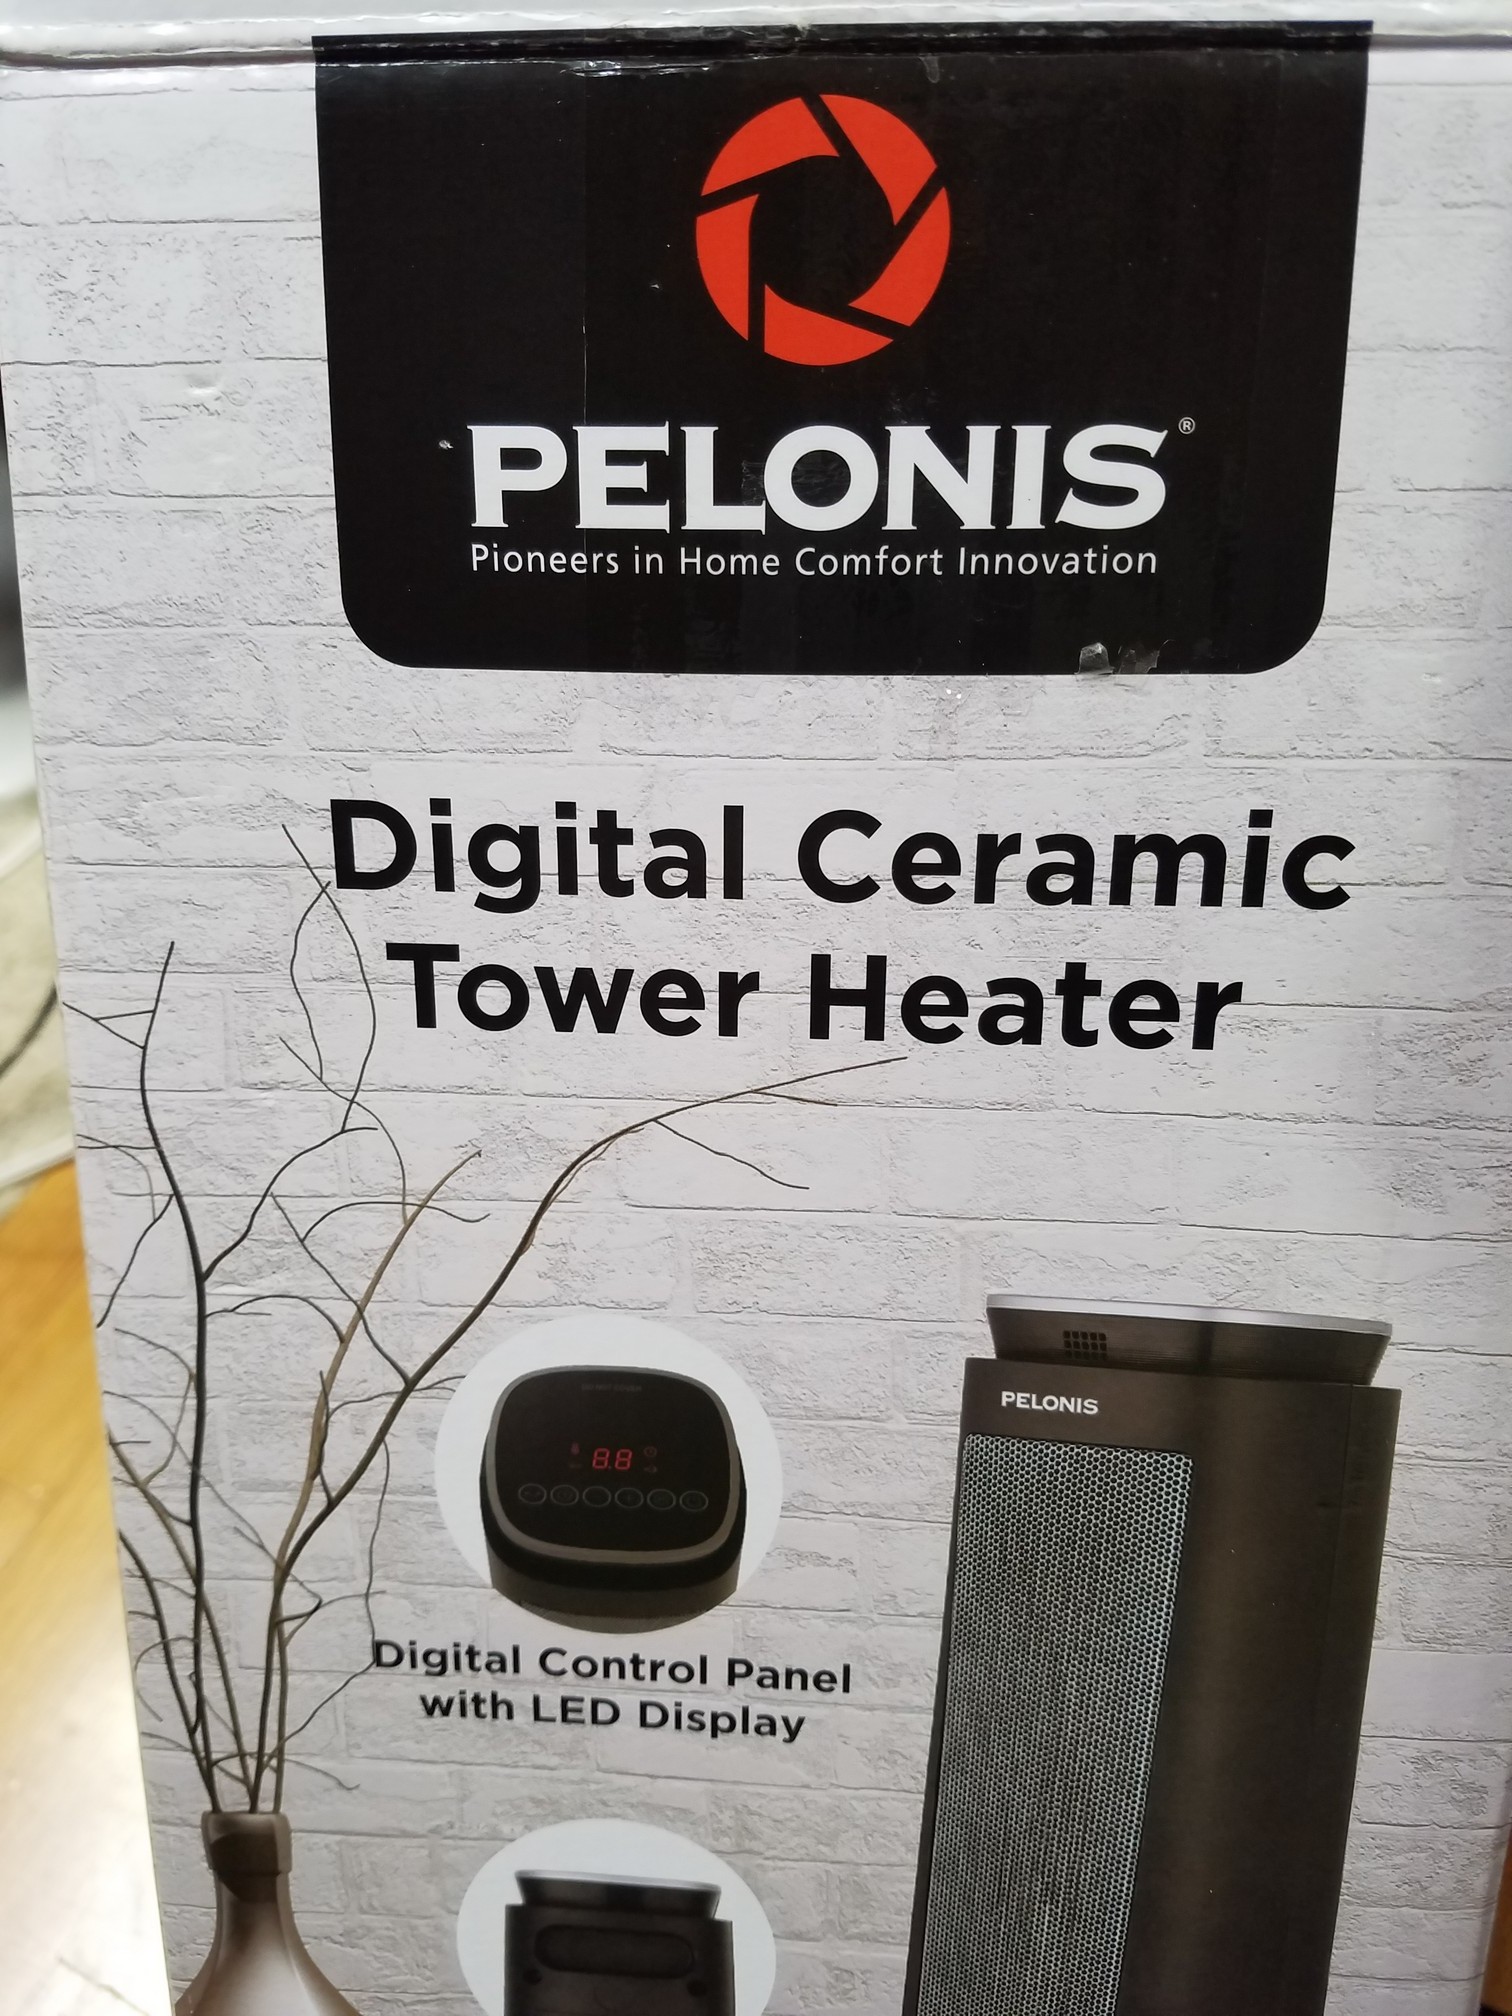 PELONIS®
Pioneers in Home Comfort Innovation
Digital Ceramic
Tower Heater
PELONIS
8.8
Digital Control Panel
with LED Display